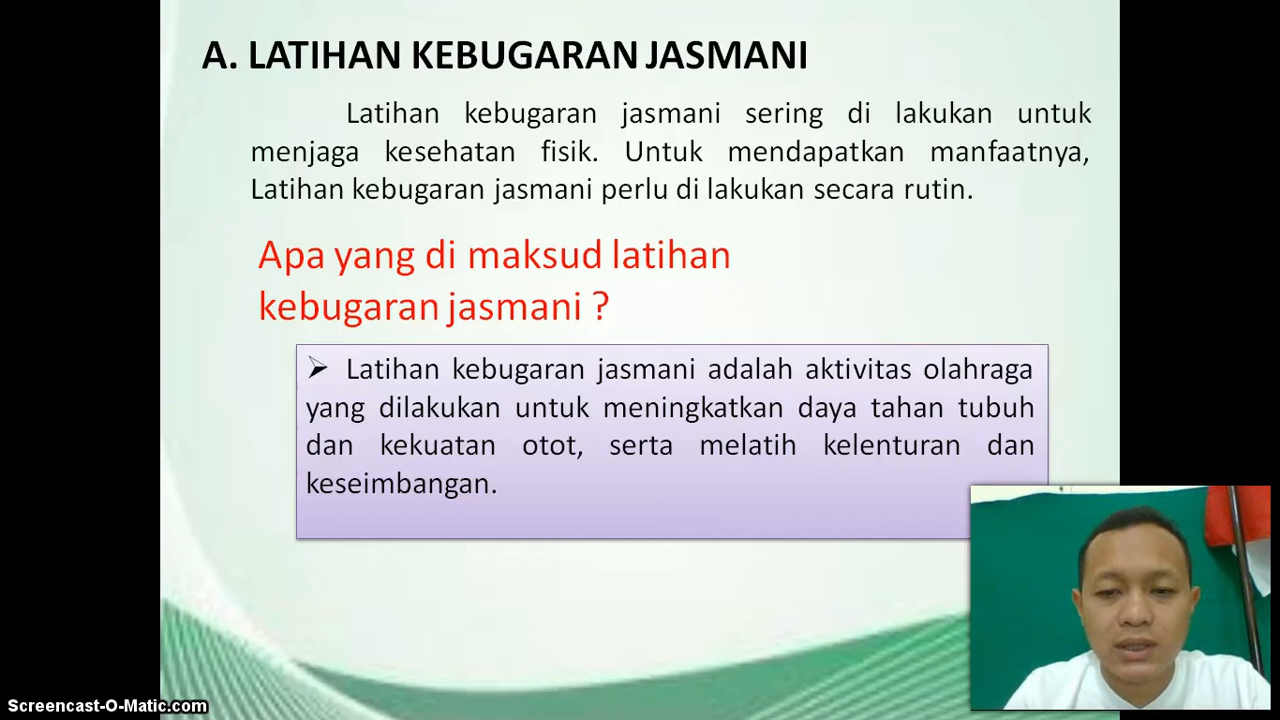 A. LATIHAN KEBUGARAN JASMANI
Latihan kebugaran jasmani sering di lakukan untuk
menjaga kesehatan fisik. Untuk mendapatkan manfaatnya,
Latihan kebugaran jasmani perlu di lakukan secara rutin.
Apa yang di maksud latihan
kebugaran jasmani ?
➢ Latihan kebugaran jasmani adalah aktivitas olahraga
yang dilakukan untuk meningkatkan daya tahan tubuh
dan kekuatan otot, serta melatih kelenturan dan
keseimbangan.
Screencast-O-Matic.com